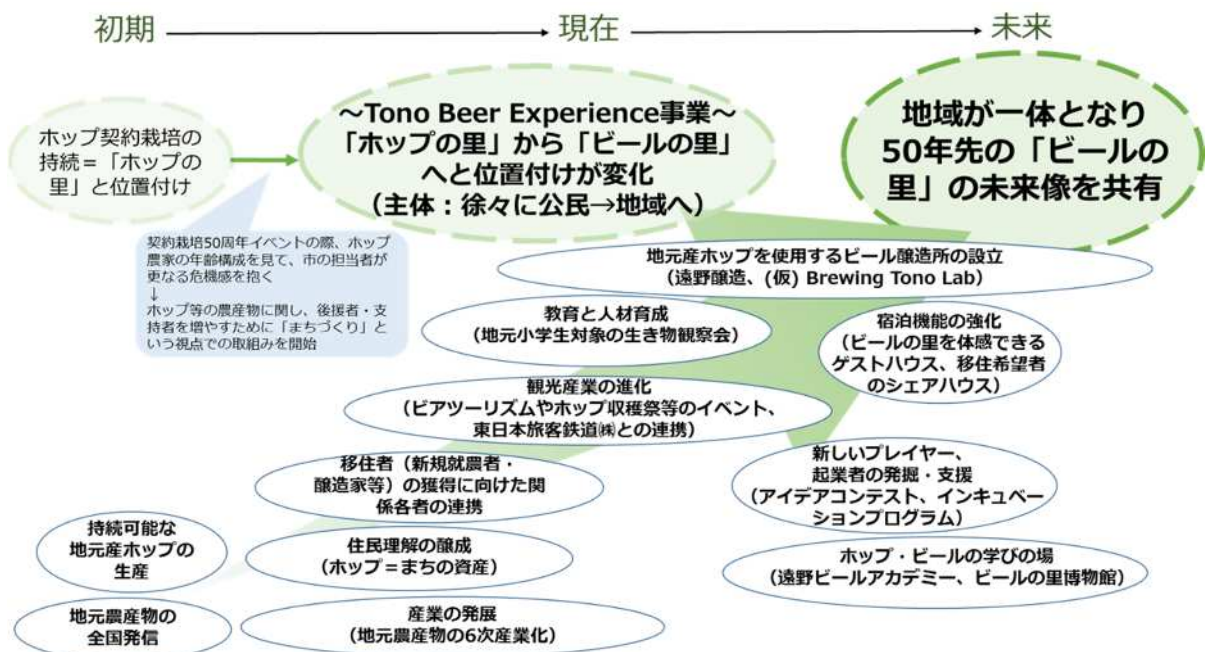 初期
現在
未来
ホップ契約栽培の
持続＝「ホップの
里」と位置付け
～Tono Beer Experience事業～
「ホップの里」から「ビールの里」
へと位置付けが変化
（主体：徐々に公民→地域へ）
地域が一体となり
50年先の「ビールの
里」の未来像を共有
契約栽培50周年イベントの際、ホップ
農家の年齢構成を見て、市の担当者が
更なる危機感を抱く
↓
ホップ等の農産物に関し、後援者・支
持者を増やすために「まちづくり」と
いう視点での取組みを開始
地元産ホップを使用するビール醸造所の設立
（遠野醸造、(仮) Brewing Tono Lab）
教育と人材育成
（地元小学生対象の生き物観察会）
宿泊機能の強化
（ビールの里を体感できる
ゲストハウス、移住希望者
のシェアハウス）
観光産業の進化
（ビアツーリズムやホップ収穫祭等のイベント、
東日本旅客鉄道㈱との連携）
移住者（新規就農者・
醸造家等）の獲得に向けた関
係各者の連携
新しいプレイヤー、
起業者の発掘・支援
（アイデアコンテスト、インキュベー
ションプログラム）
持続可能な
地元産ホップの
生産
住民理解の醸成
（ホップ＝まちの資産）
ホップ・ビールの学びの場
（遠野ビールアカデミー、ビールの里博物館）
地元農産物の
全国発信
産業の発展
（地元農産物の6次産業化）